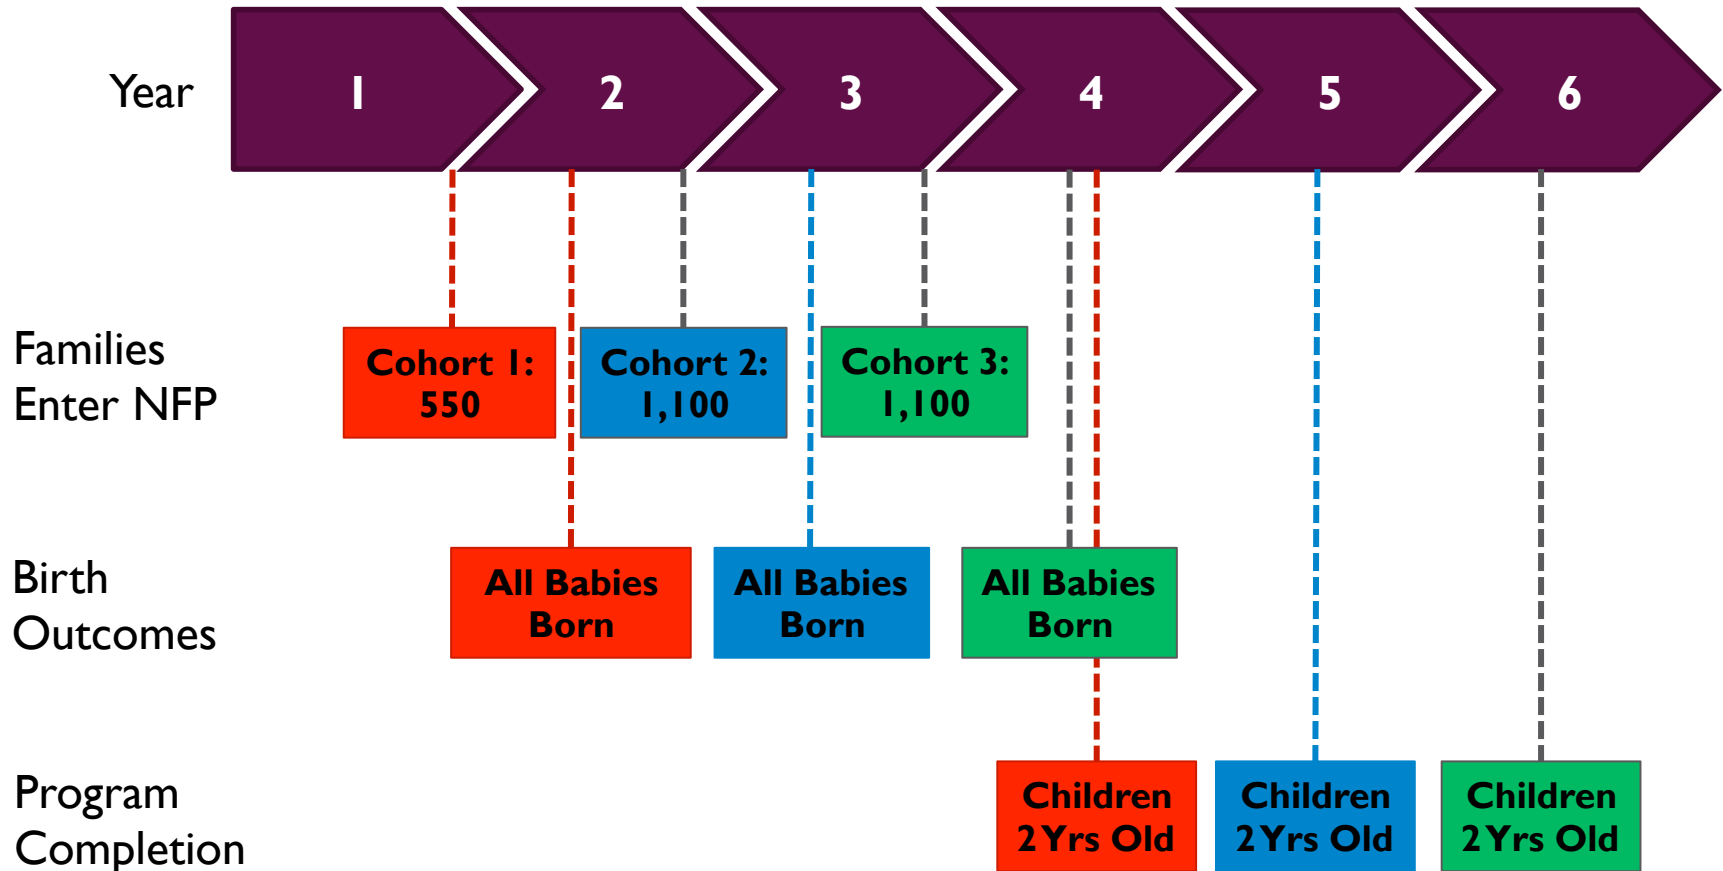 Year
1
2
3
4
5
6
Families
Enter NFP
Cohort 1:
550
Cohort 2:
1,100
Cohort 3:
1,100
Birth
Outcomes
All Babies
Born
All Babies
Born
All Babies
Born
Program
Completion
Children
2 Yrs Old
Children
2 Yrs Old
Children
2 Yrs Old